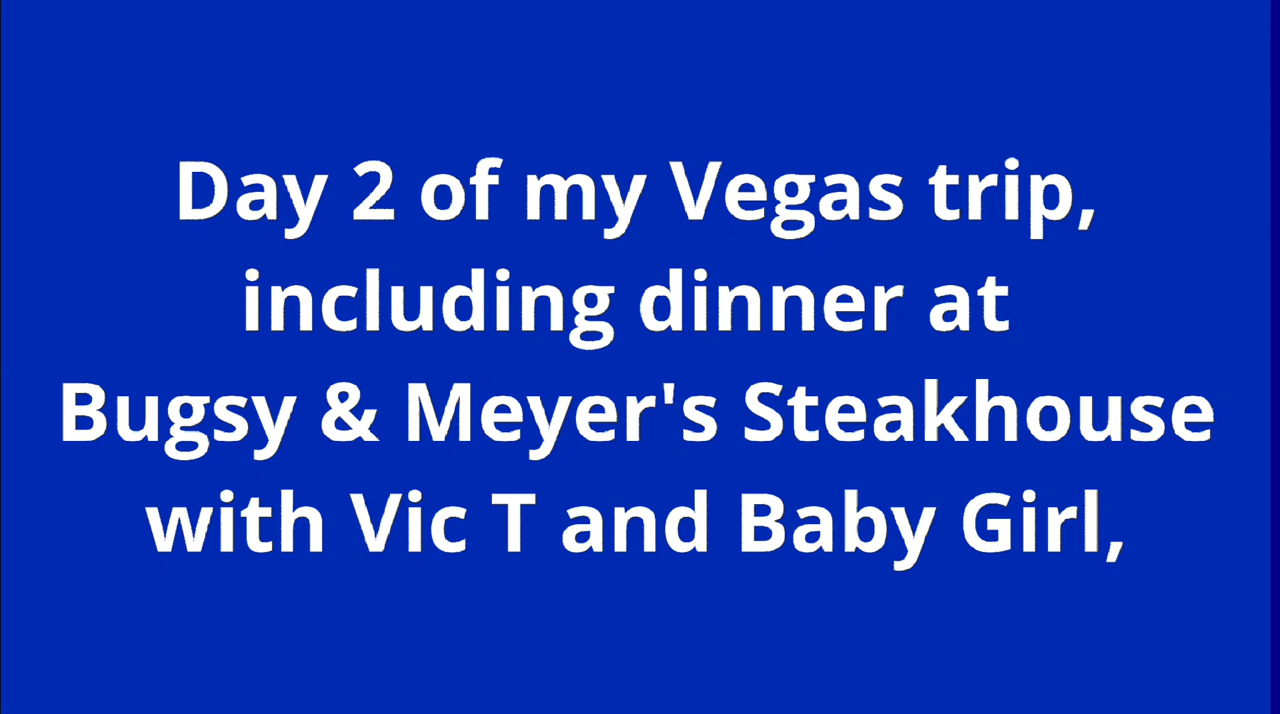 Day 2 of my Vegas trip,
including dinner at
Bugsy & Meyer's Steakhouse
with Vic T and Baby Girl,